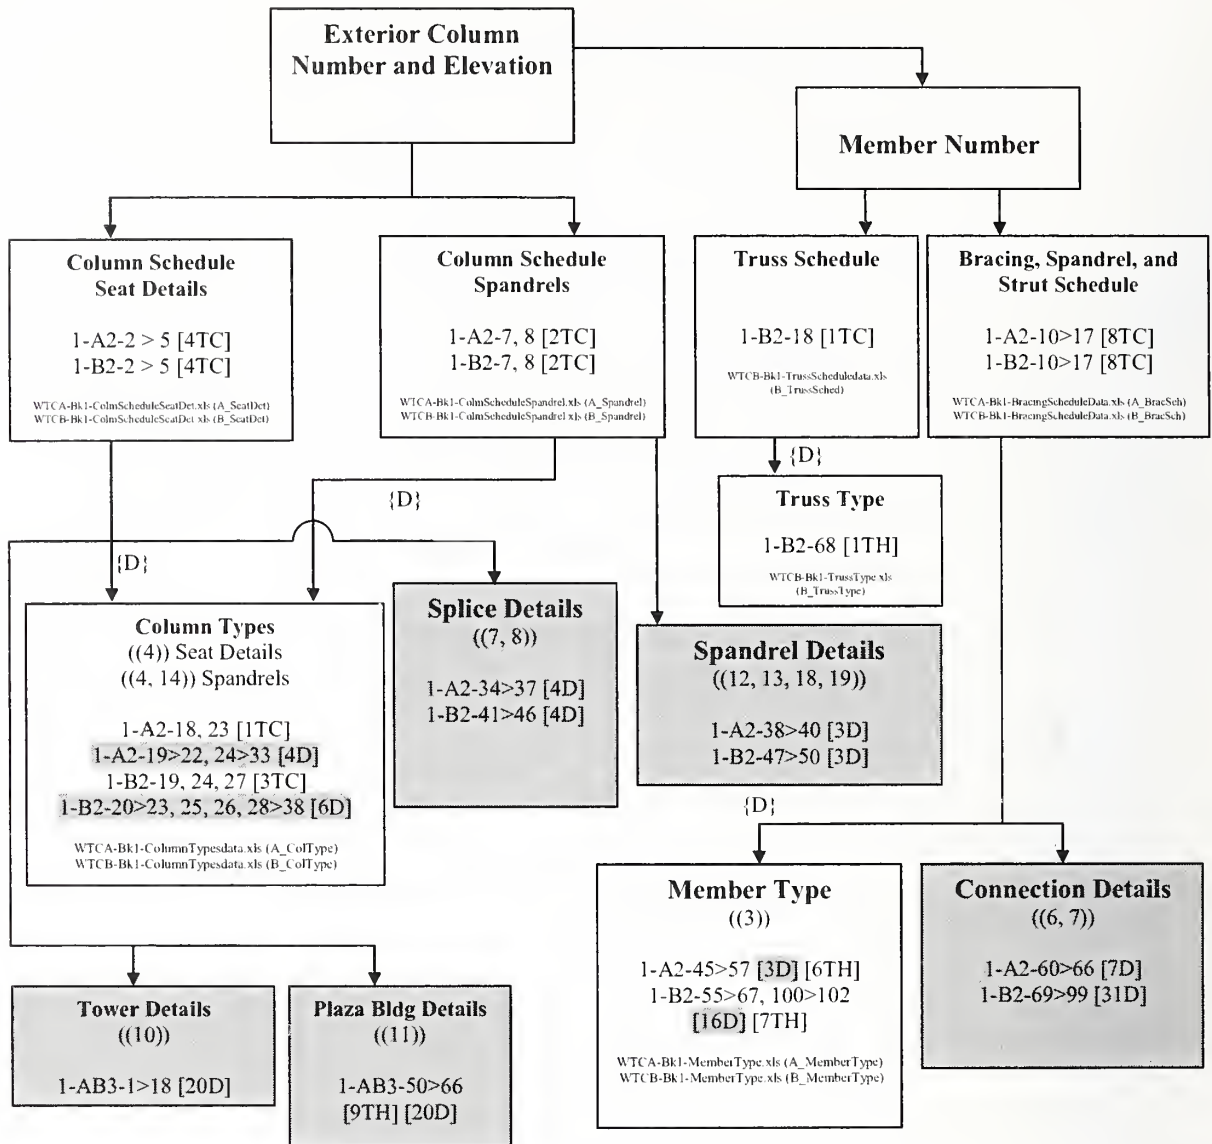 Exterior Column
Number and Elevation
Member Number
Column Schedule
Seat Details
1-A2-2 > 5 [4TC]
1-B2-2 > 5 [4TC]
WTCA-Bk1-ColmScheduleSeatDet.xls (A_SeatDet)
WTCB-Bk1-ColmScheduleSeatDet.xls (B_SeatDet)
Column Schedule
Spandrels
1-A2-7, 8 [2TC]
1-B2-7, 8 [2TC]
WTCA-Bk1-ColmScheduleSpandrel.xls (A_Spandrel)
WTCB-Bk1-ColmScheduleSpandrel.xls (B_Spandrel)
Truss Schedule
1-B2-18 [1TC]
WTCB-Bk1-TrussScheduledata.xls
(B_TrussSched)
Bracing, Spandrel, and
Strut Schedule
1-A2-10>17 [8TC]
1-B2-10>17 [8TC]
WTCA-Bk1-BracingScheduleData.xls (A_BracSch)
WTCB-Bk1-BracingScheduleData.xls (B_BracSch)
{D}
{D}
{D}
Truss Type
1-B2-68 [1TH]
WTCB-Bk1-TrussType.xls
(B_TrussType)
Column Types
((4)) Seat Details
((4, 14)) Spandrels
1-A2-18, 23 [1TC]
1-A2-19>22, 24>33 [4D]
1-B2-19, 24, 27 [3TC]
1-B2-20>23, 25, 26, 28>38 [6D]
WTCA-Bk1-ColumnTypesdata.xls (A_ColType)
WTCB-Bk1-ColumnTypesdata.xls (B_ColType)
Splice Details
((7, 8))
1-A2-34>37 [4D]
1-B2-41>46 [4D]
Spandrel Details
((12, 13, 18, 19))
1-A2-38>40 [3D]
1-B2-47>50 [3D]
{D}
Member Type
((3))
1-A2-45>57 [3D] [6TH]
1-B2-55>67, 100>102
[16D] [7TH]
WTCA-Bk1-MemberType.xls (A_MemberType)
WTCB-Bk1-MemberType.xls (B_MemberType)
Connection Details
((6, 7))
1-A2-60>66 [7D]
1-B2-69>99 [31D]
Tower Details
((10))
1-AB3-1>18 [20D]
Plaza Bldg Details
((11))
1-AB3-50>66
[9TH] [20D]